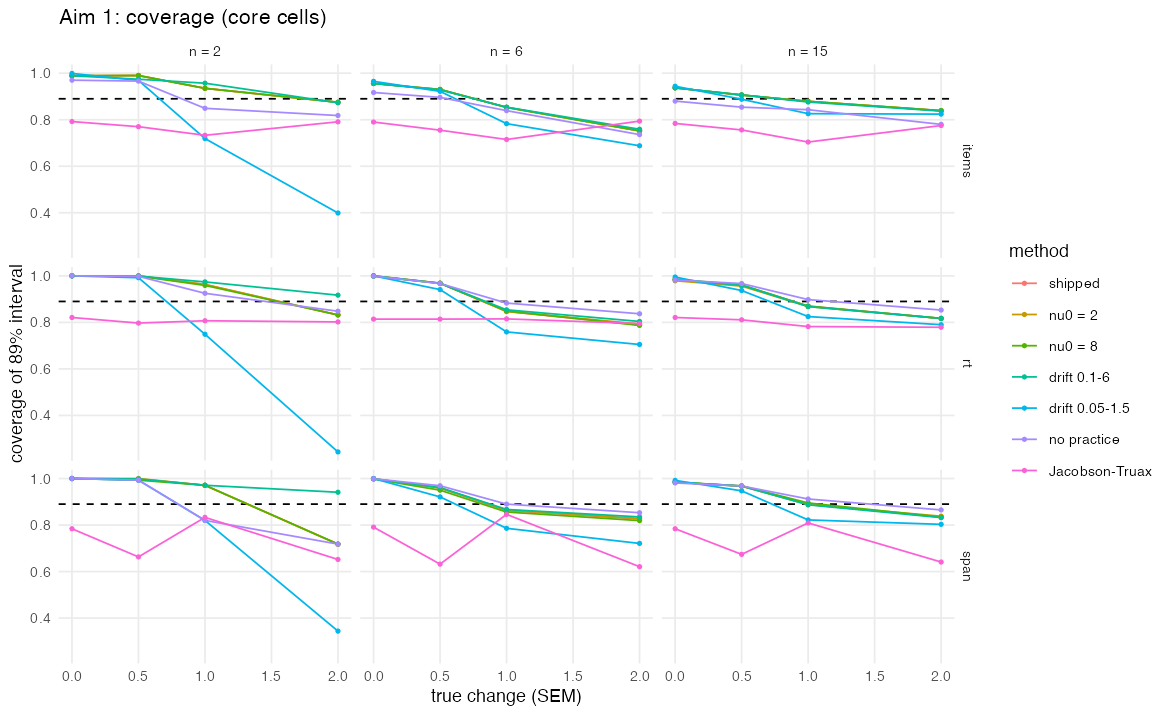 Aim 1: coverage (core cells)
n = 2
n = 6
n = 15
1.0
0.8
0.6
0.4
items
1.0
0.8
0.6
0.4
rt
1.0
0.8
0.6
0.4
span
coverage of 89% interval
0.0 0.5 1.0 1.5 2.0
0.0 0.5 1.0 1.5 2.0
0.0 0.5 1.0 1.5 2.0
true change (SEM)
method
shipped
nu0 = 2
nu0 = 8
drift 0.1-6
drift 0.05-1.5
no practice
Jacobson-Truax